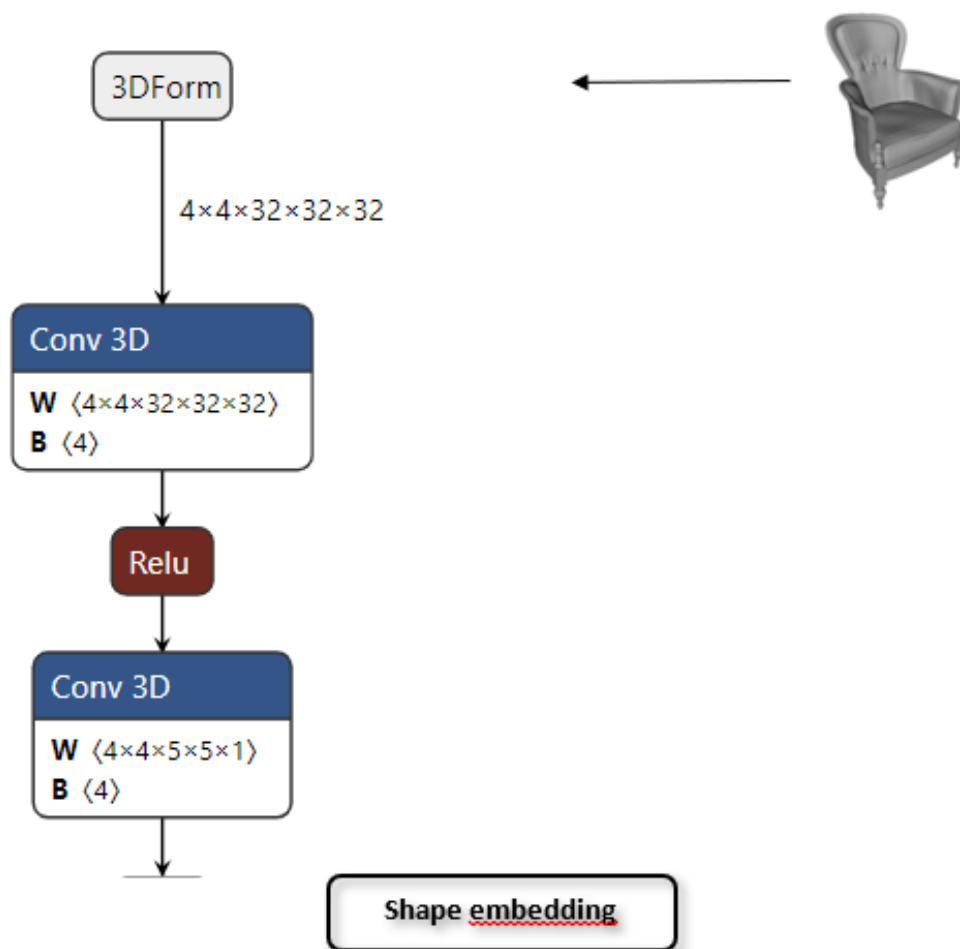 3DForm
4×4×32×32×32
Conv 3D
W ⟨4×4×32×32×32⟩
B ⟨4⟩
Relu
Conv 3D
W ⟨4×4×5×5×1⟩
B ⟨4⟩
Shape embedding